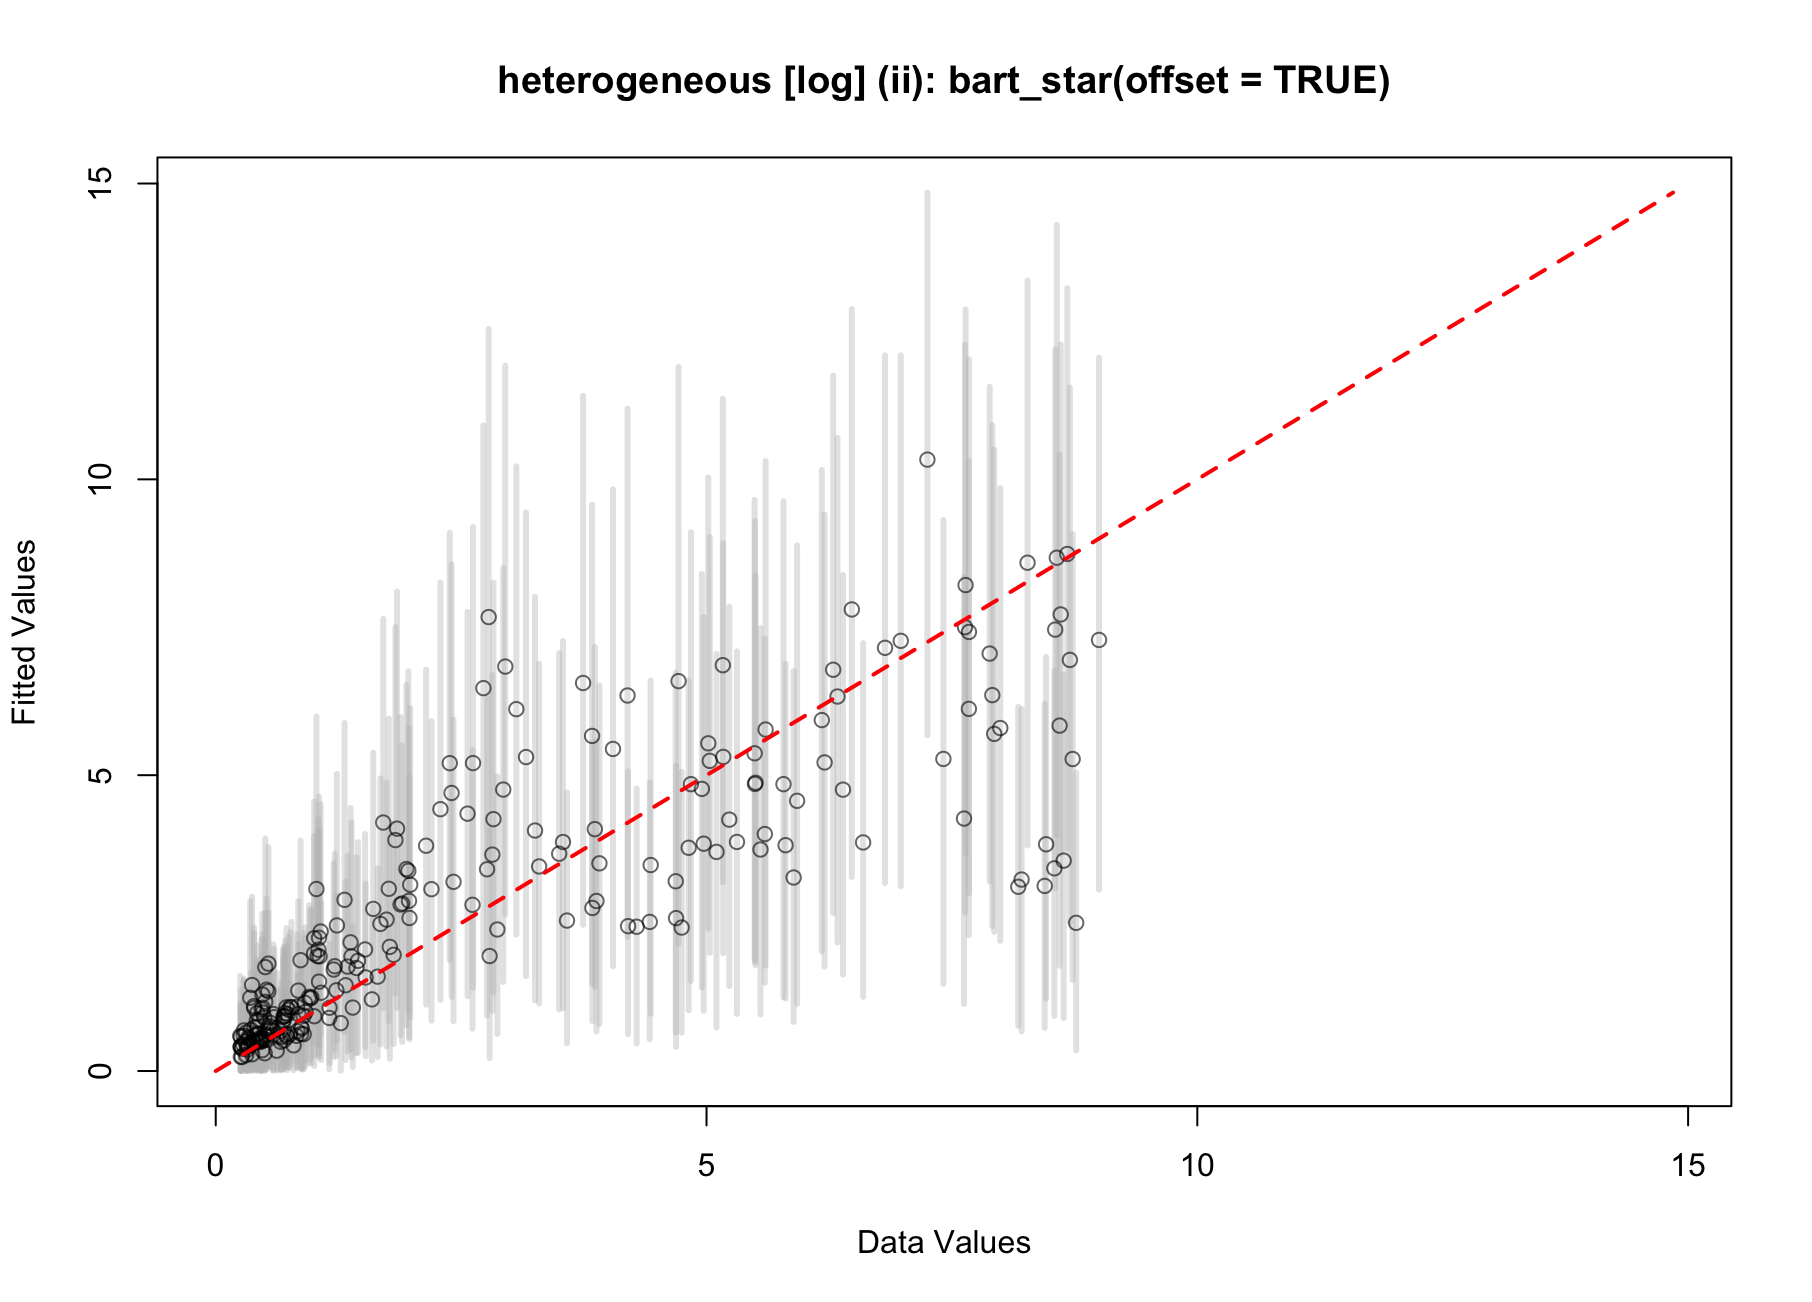 heterogeneous [log] (ii): bart_star(offset = TRUE)
15
10
5
0
Fitted Values
0 5 10 15
Data Values